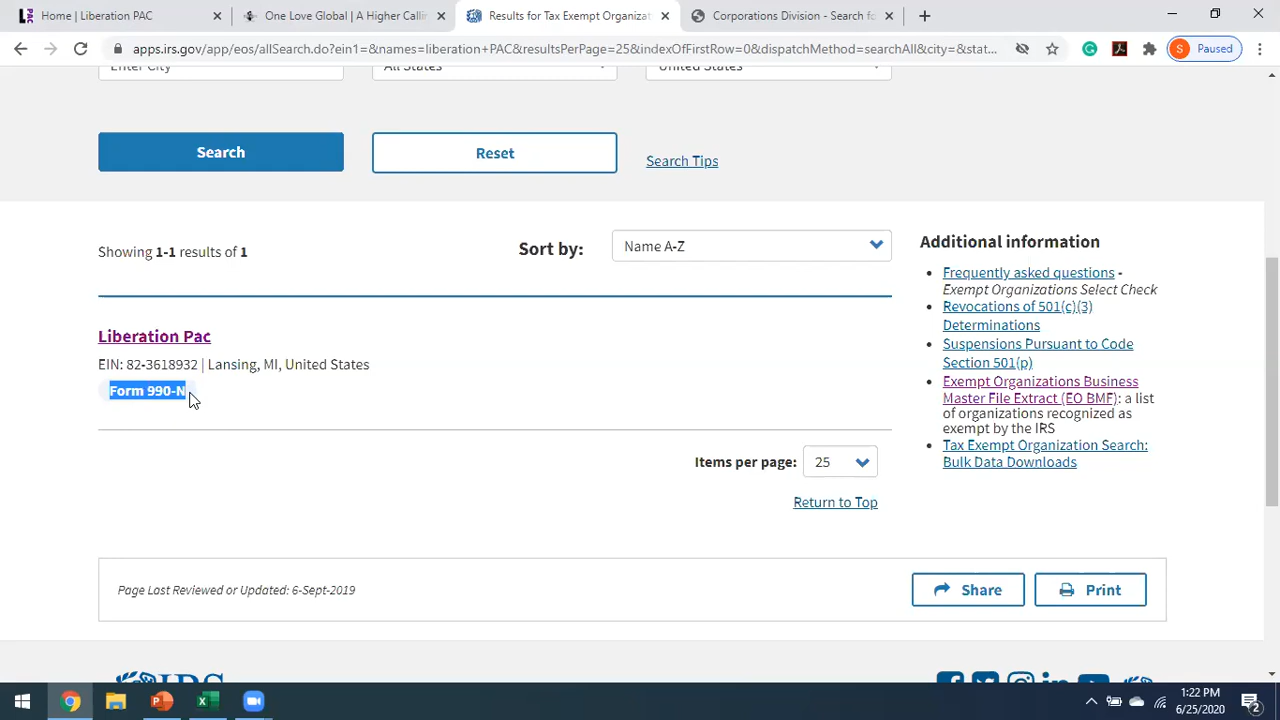 Home | Liberation PAC
One Love Global | A Higher Calli
Results for Tax Exempt Organizat
Corporations Division - Search fo
apps.irs.gov/app/eos/allSearch.do?ein1=&names=liberation+PAC&resultsPerPage=25&indexOfFirstRow=0&dispatchMethod=searchAll&city=&stat...
S Paused
Enter City
All States
United States
Search
Reset
Search Tips
Showing 1-1 results of 1
Sort by:
Name A-Z
Liberation Pac
EIN: 82-3618932 | Lansing, MI, United States
Form 990-N
Items per page:
25
Return to Top
Additional information
Frequently asked questions -
Exempt Organizations Select Check
Revocations of 501(c)(3)
Determinations
Suspensions Pursuant to Code
Section 501(p)
Exempt Organizations Business
Master File Extract (EO BMF): a list
of organizations recognized as
exempt by the IRS
Tax Exempt Organization Search:
Bulk Data Downloads
Page Last Reviewed or Updated: 6-Sept-2019
Share
Print
IRS
1:22 PM
6/25/2020
2